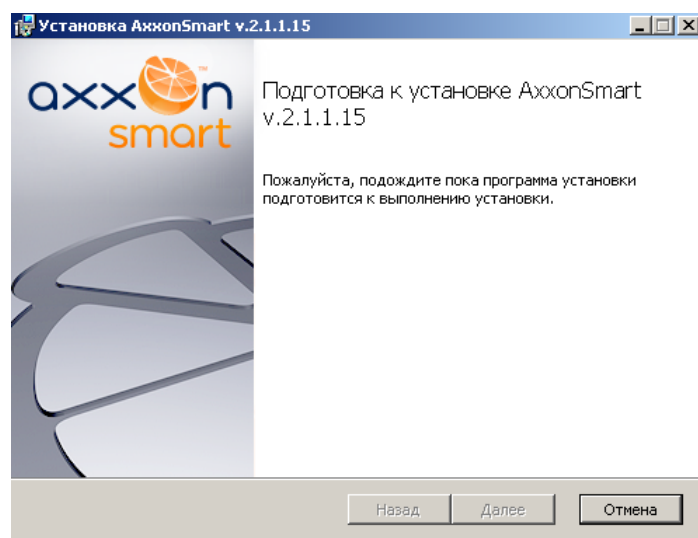 Установка AxxonSmart v.2.1.1.15
axxon
™
smart
Подготовка к установке AxxonSmart
v.2.1.1.15
Пожалуйста, подождите пока программа установки
подготовится к выполнению установки.
Назад
Далее
Отмена